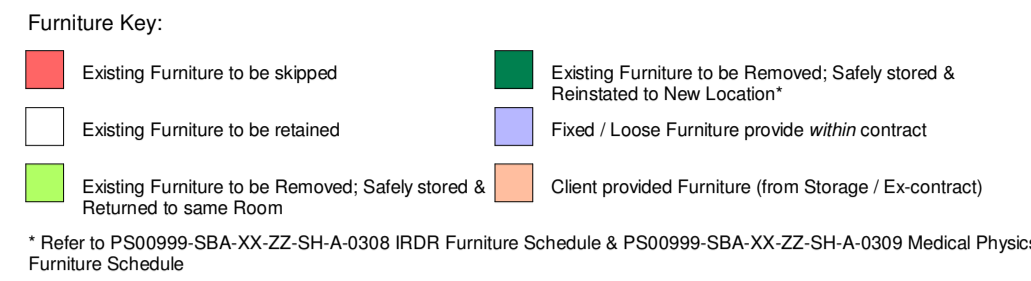 Furniture Key:
Existing Furniture to be skipped
Existing Furniture to be retained
Existing Furniture to be Removed; Safely stored &
Returned to same Room
Existing Furniture to be Removed; Safely stored &
Reinstated to New Location*
Fixed / Loose Furniture provide within contract
Client provided Furniture (from Storage / Ex-contract)
* Refer to PS00999-SBA-XX-ZZ-SH-A-0308 IRDR Furniture Schedule & PS00999-SBA-XX-ZZ-SH-A-0309 Medical Physics
Furniture Schedule